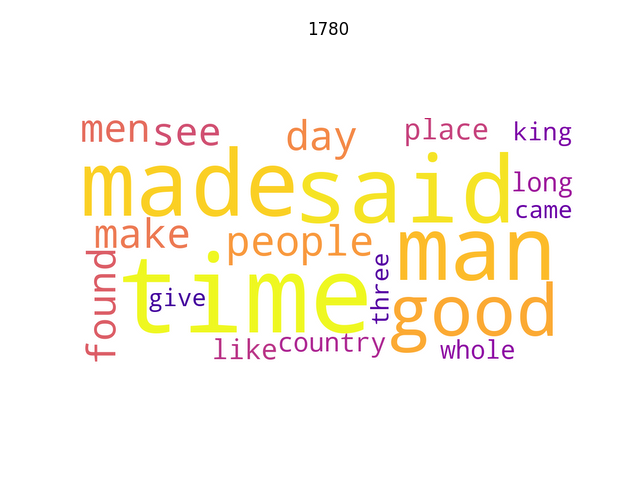 1780
men see day place king
made said long
came
make people man
found time three good
give
like country whole